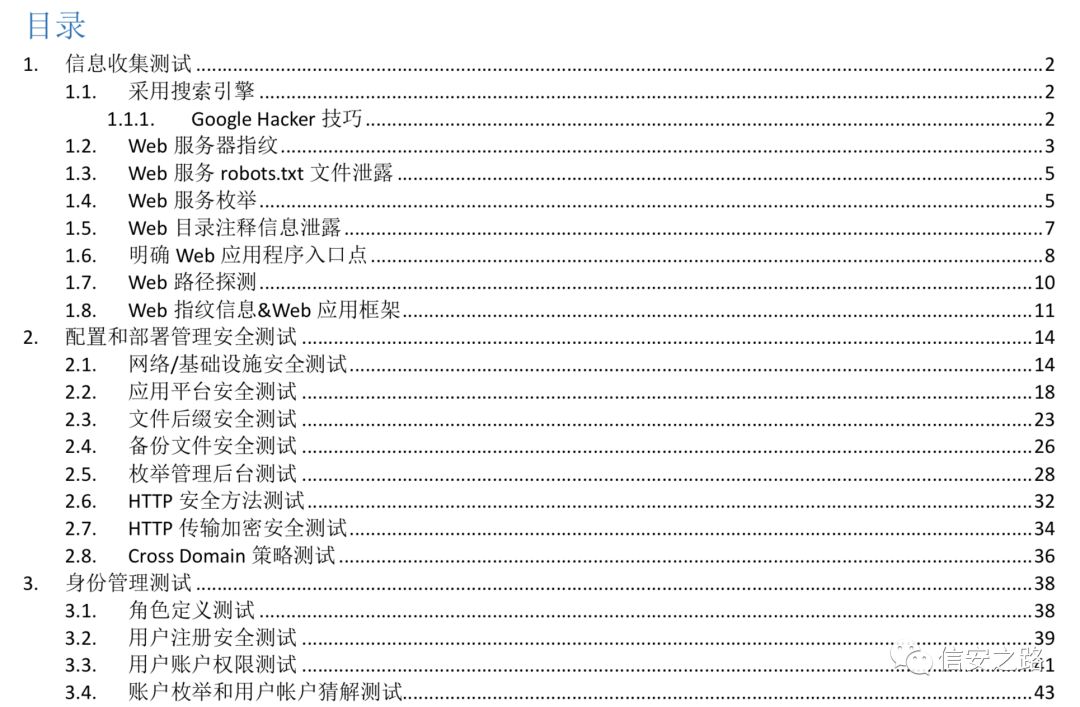 目录
1. 信息收集测试 2
1.1. 采用搜索引擎 2
1.1.1. Google Hacker 技巧 2
1.2. Web 服务器指纹 3
1.3. Web 服务 robots.txt 文件泄露 5
1.4. Web 服务枚举 5
1.5. Web 目录注释信息泄露 7
1.6. 明确 Web 应用程序入口点 8
1.7. Web 路径探测 10
1.8. Web 指纹信息&Web 应用框架 11
2. 配置和部署管理安全测试 14
2.1. 网络/基础设施安全测试 14
2.2. 应用平台安全测试 18
2.3. 文件后缀安全测试 23
2.4. 备份文件安全测试 26
2.5. 枚举管理后台测试 28
2.6. HTTP 安全方法测试 32
2.7. HTTP 传输加密安全测试 34
2.8. Cross Domain 策略测试 36
3. 身份管理测试 38
3.1. 角色定义测试 38
3.2. 用户注册安全测试 39
3.3. 用户账户权限测试 41
信安之路
3.4. 账户枚举和用户帐户猜解测试 43